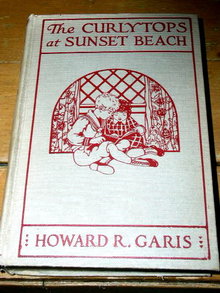 The CURLYTOPS
at SUNSET BEACH
HOWARD R. GARIS